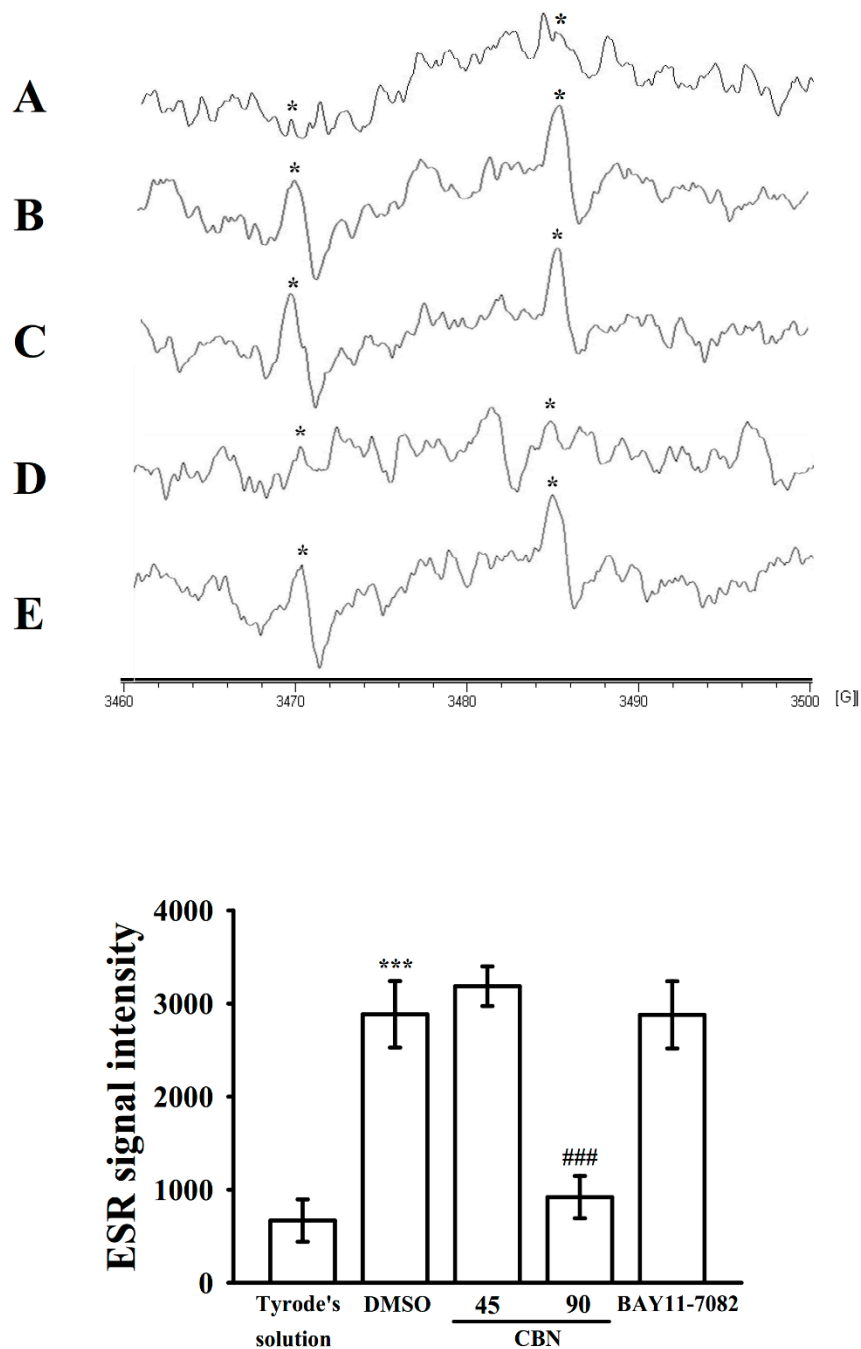 *
A
*
*
B
*
*
C
*
*
D
*
*
E
*
3460 3470 3480 3490 3500 [G]
4000
3000
2000
1000
0
ESR signal intensity
***
###
Tyrode's solution
DMSO
45 90
CBN
BAY11-7082